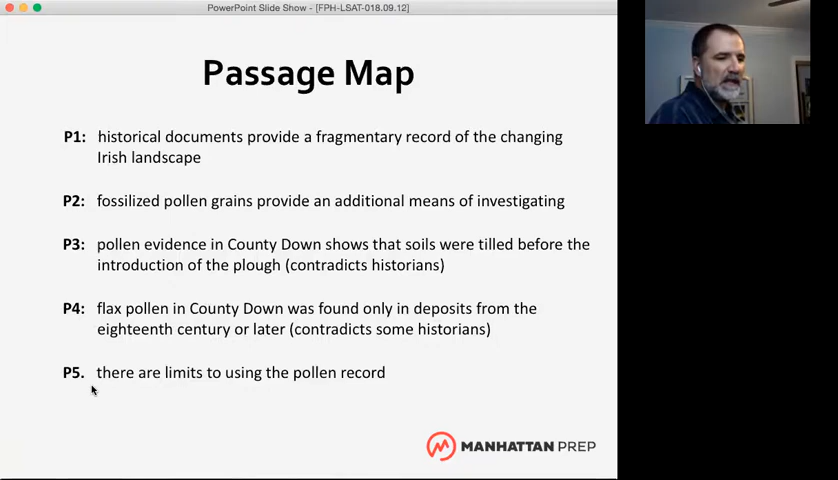 PowerPoint Slide Show - [FPH-LSAT-018.09.12]
Passage Map
P1: historical documents provide a fragmentary record of the changing
Irish landscape
P2: fossilized pollen grains provide an additional means of investigating
P3: pollen evidence in County Down shows that soils were tilled before the
introduction of the plough (contradicts historians)
P4: flax pollen in County Down was found only in deposits from the
eighteenth century or later (contradicts some historians)
P5. there are limits to using the pollen record
MANHATTAN PREP